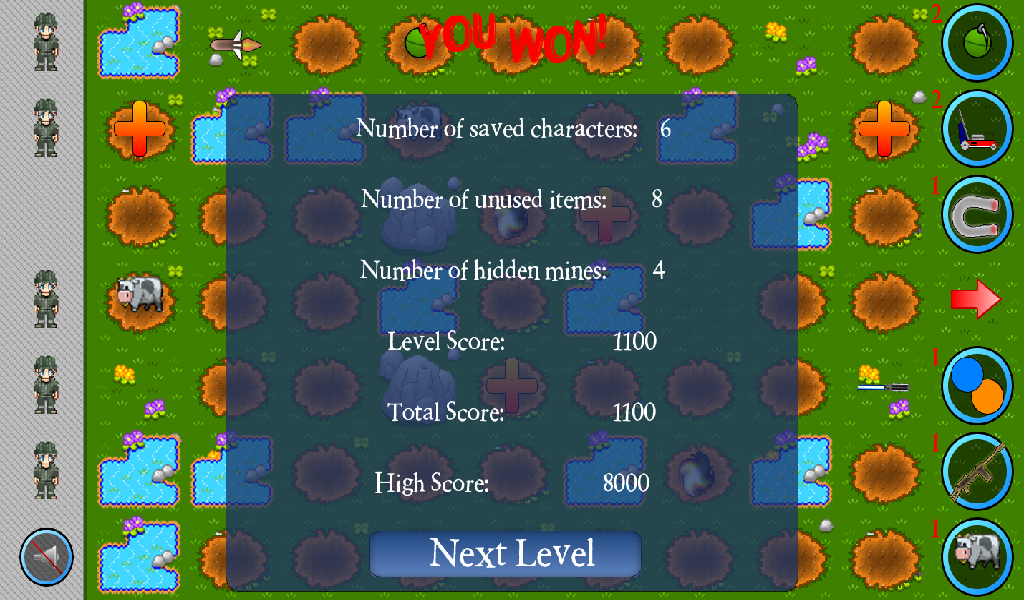 YOU WON!
Number of saved characters: 6
Number of unused items: 8
Number of hidden mines: 4
Level Score: 1100
Total Score: 1100
High Score: 8000
Next Level
2
2
1
1
1
1